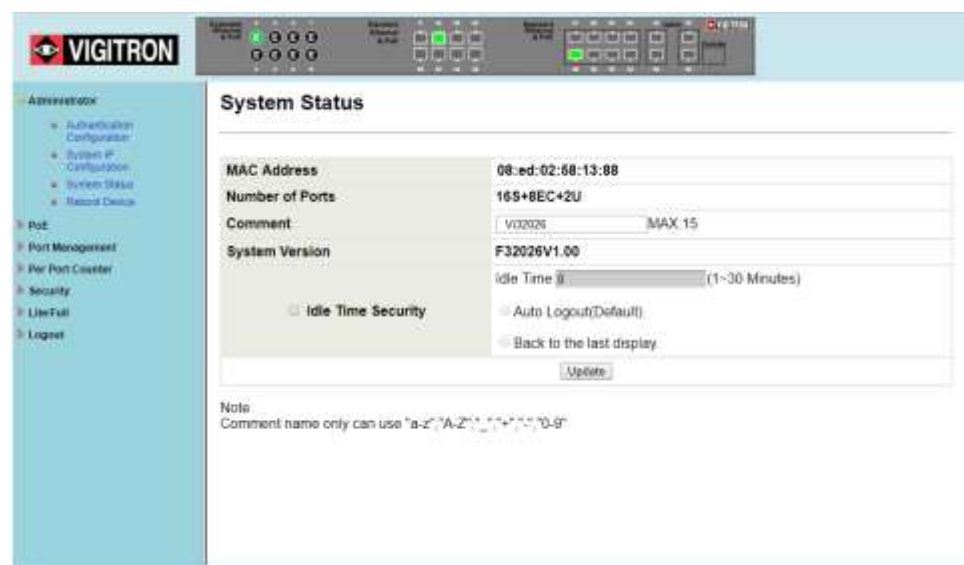 VIGITRON
Administrator
Authentication
Configuration
System IP
Configuration
System Status
Reboot Device
PoE
Port Management
Per Port Counter
Security
Logout
System Status
MAC Address 08:ed:02:58:13:88
Number of Ports 16S+8EC+2U
Comment Vi32026 MAX:15
System Version F32026V1.00
Idle Time Security
Idle Time 0 (1~30 Minutes)
Auto Logout(Default).
Back to the last display.
Update
Note
Comment name only can use "a-z","A-Z","_","+","-","0-9"